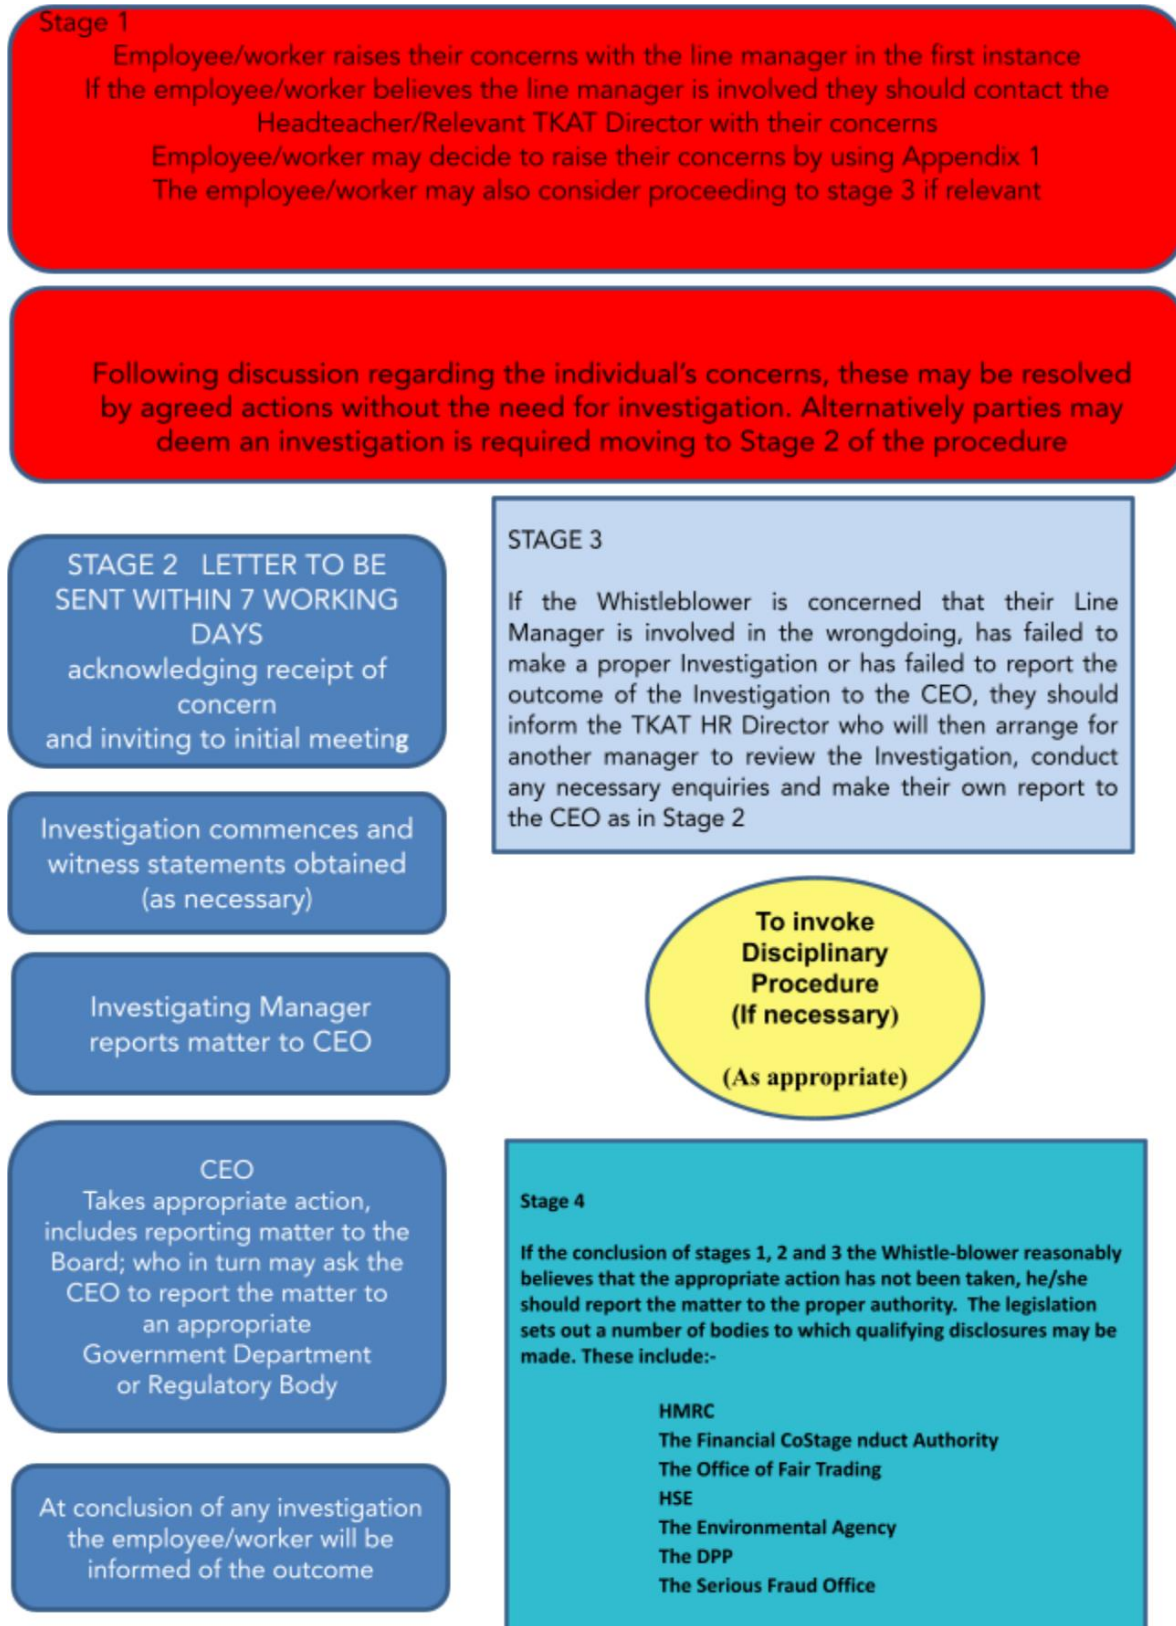 Stage 1
Employee/worker raises their concerns with the line manager in the first instance
If the employee/worker believes the line manager is involved they should contact the
Headteacher/Relevant TKAT Director with their concerns
Employee/worker may decide to raise their concerns by using Appendix 1
The employee/worker may also consider proceeding to stage 3 if relevant
Following discussion regarding the individual's concerns, these may be resolved
by agreed actions without the need for investigation. Alternatively parties may
deem an investigation is required moving to Stage 2 of the procedure
STAGE 2 LETTER TO BE
SENT WITHIN 7 WORKING
DAYS
acknowledging receipt of
concern
and inviting to initial meeting
Investigation commences and
witness statements obtained
(as necessary)
Investigating Manager
reports matter to CEO
CEO
Takes appropriate action,
includes reporting matter to the
Board; who in turn may ask the
CEO to report the matter to
an appropriate
Government Department
or Regulatory Body
At conclusion of any investigation
the employee/worker will be
informed of the outcome
STAGE 3
If the Whistleblower is concerned that their Line
Manager is involved in the wrongdoing, has failed to
make a proper Investigation or has failed to report the
outcome of the Investigation to the CEO, they should
inform the TKAT HR Director who will then arrange for
another manager to review the Investigation, conduct
any necessary enquiries and make their own report to
the CEO as in Stage 2
To invoke
Disciplinary
Procedure
(If necessary)
(As appropriate)
Stage 4
If the conclusion of stages 1, 2 and 3 the Whistle-blower reasonably
believes that the appropriate action has not been taken, he/she
should report the matter to the proper authority. The legislation
sets out a number of bodies to which qualifying disclosures may be
made. These include:-
HMRC
The Financial CoStage nduct Authority
The Office of Fair Trading
HSE
The Environmental Agency
The DPP
The Serious Fraud Office